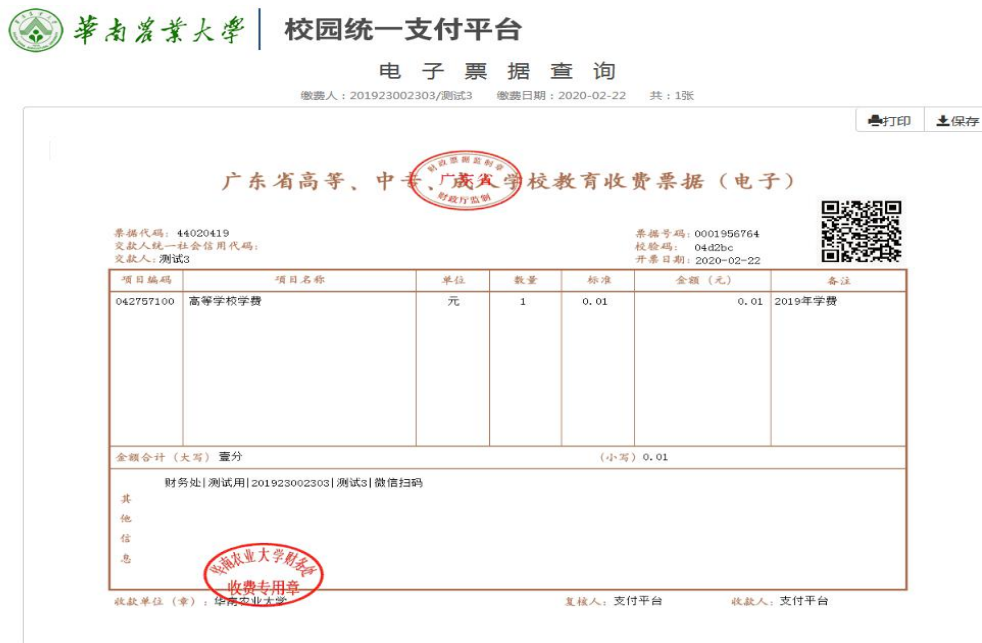 華南農業大學 校园统一支付平台
电子票据查询
缴费人：201923002303/测试3 缴费日期：2020-02-22 共：1张
打印 保存
广东省高等、中专、成人学校教育收费票据（电子）
财政票据监制章
广东省
财政厅监制
票据代码：44020419 票据号码：0001956764
交款人统一社会信用代码： 校验码：04d2bc
交款人：测试3 开票日期：2020-02-22
项目编码 项目名称 单位 数量 标准 金额（元） 备注
042757100 高等学校学费 元 1 0.01 0.01 2019年学费
金额合计（大写）壹分 （小写）0.01
财务处|测试用|201923002303|测试3|微信扫码
其他信息
华南农业大学财务处
收费专用章
收款单位（章）：华南农业大学 复核人：支付平台 收款人：支付平台